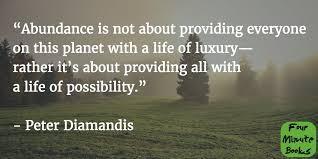 “Abundance is not about providing everyone
on this planet with a life of luxury—
rather it’s about providing all with
a life of possibility.”
– Peter Diamandis
Four
Minute
Books